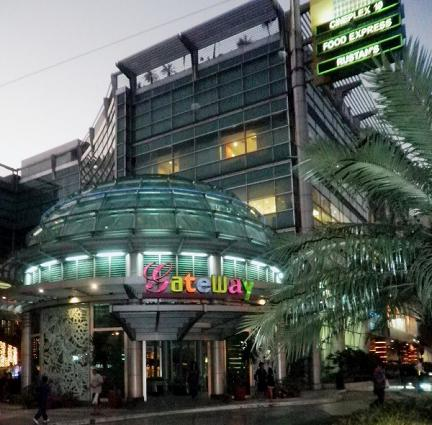 CINEPLEX 10
FOOD EXPRESS
RUSTAN'S
Gateway